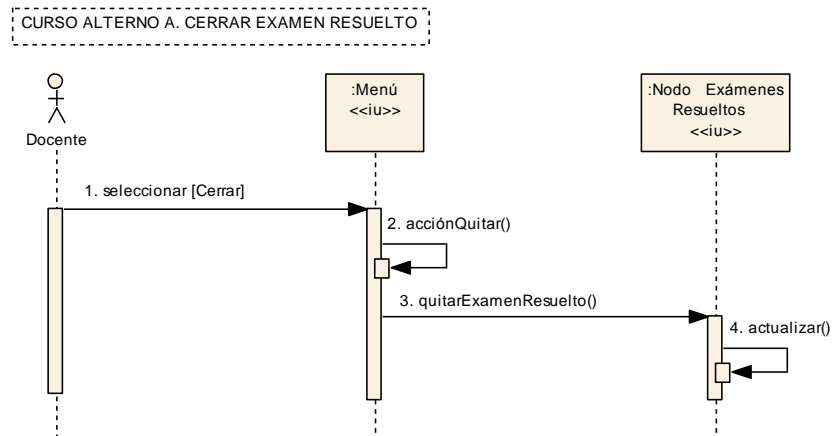 CURSO ALTERNO A. CERRAR EXAMEN RESUELTO
:Menú
<<iu>>
:Nodo Exámenes
Resueltos
<<iu>>
Docente
1. seleccionar [Cerrar]
2. acciónQuitar()
3. quitarExamenResuelto()
4. actualizar()